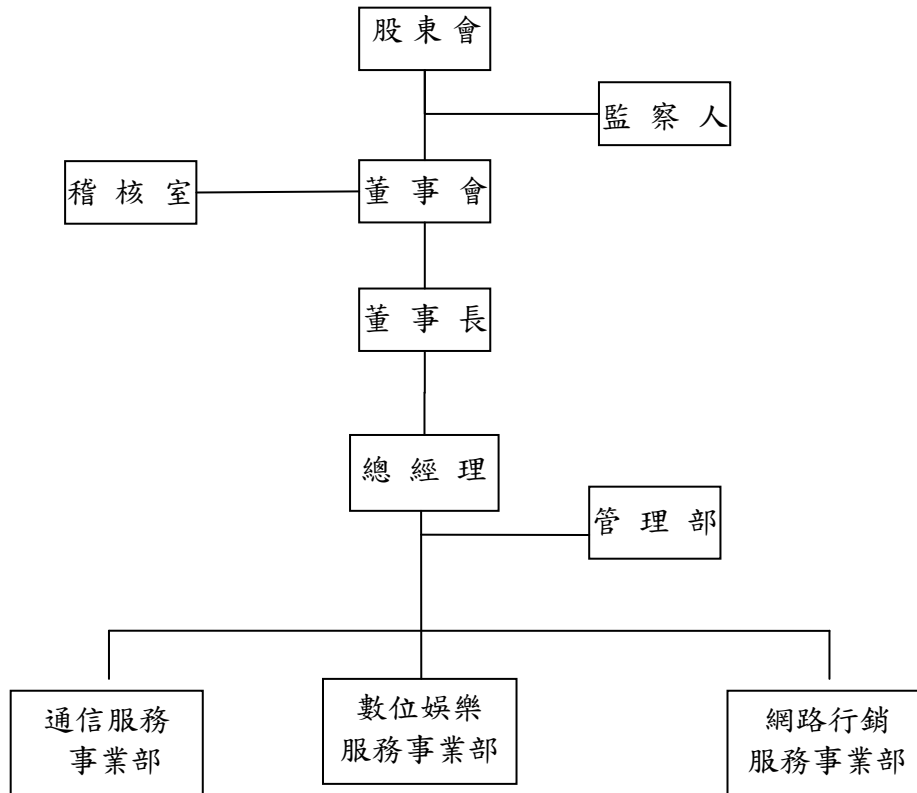 股東會
監察人
稽核室
董事會
董事長
總經理
管理部
通信服務
事業部
數位娛樂
服務事業部
網路行銷
服務事業部